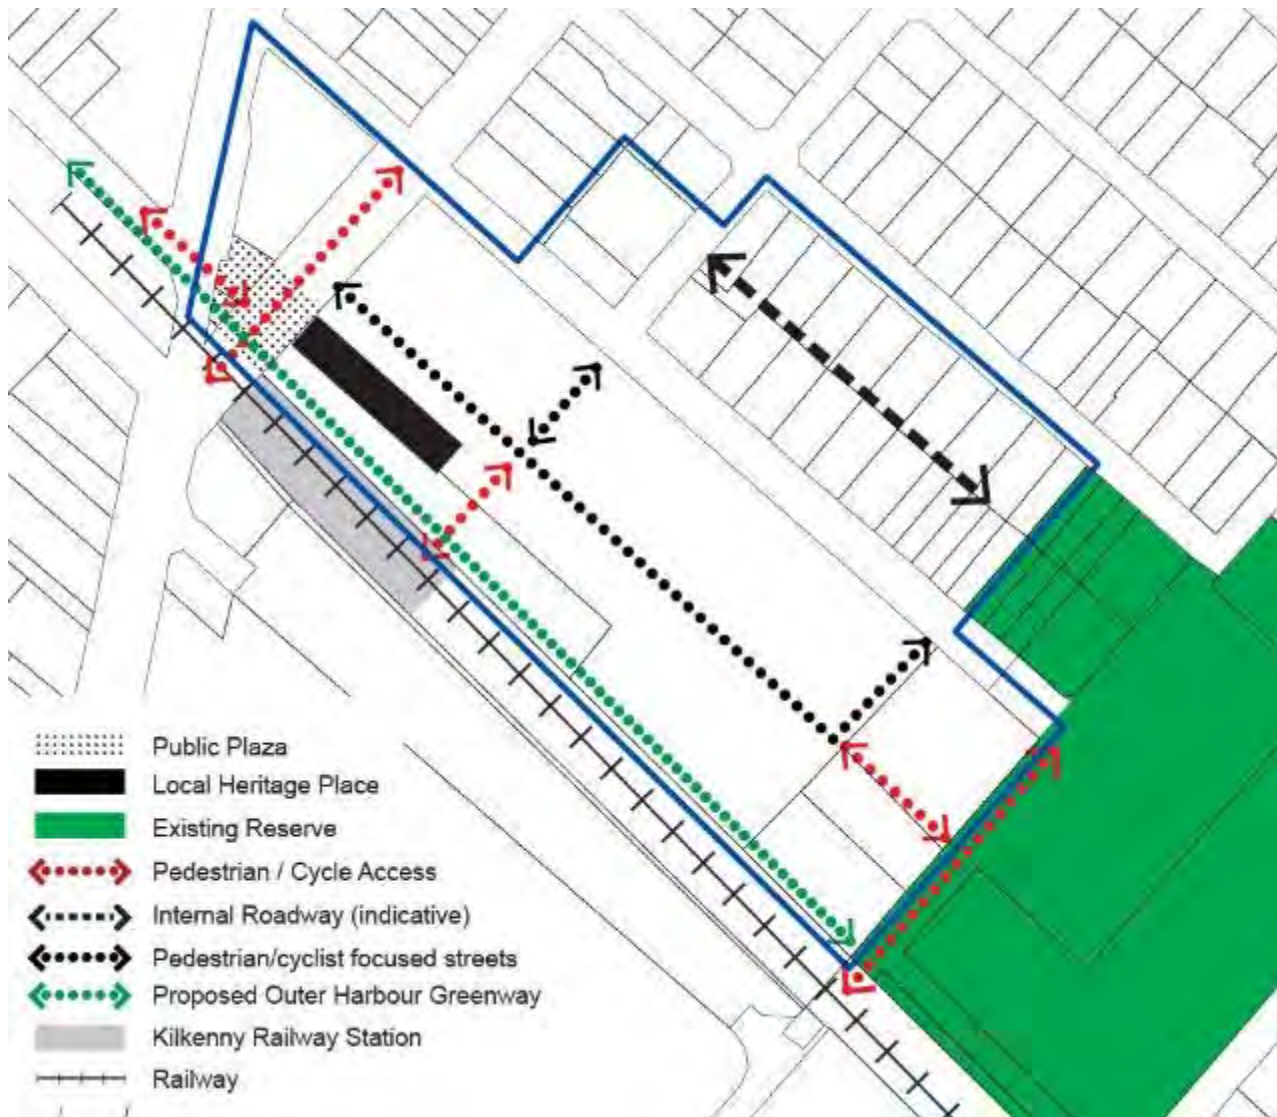 Public Plaza
Local Heritage Place
Existing Reserve
Pedestrian / Cycle Access
Internal Roadway (indicative)
Pedestrian/cyclist focused streets
Proposed Outer Harbour Greenway
Kilkenny Railway Station
Railway